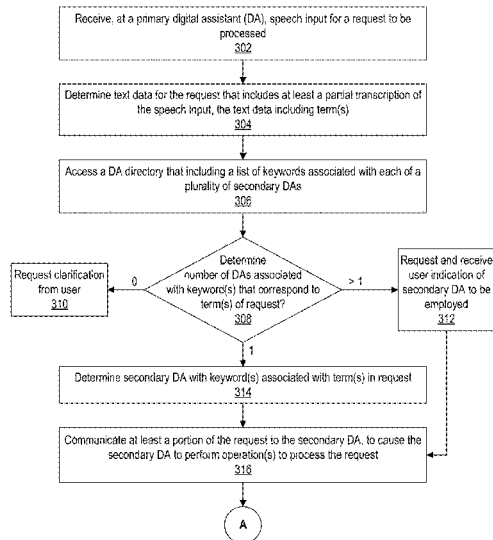 Receive, at a primary digital assistant (DA), speech input for a request to be
processed
302
Determine text data for the request that includes at least a partial transcription
of the speech input, the text data including term(s)
304
Access a DA directory that including a list of keywords associated with each of a
plurality of secondary DAs
306
Determine
number of DAs associated
with keyword(s) that correspond to
term(s) of request?
308
0
> 1
1
Request clarification
from user
310
Request and receive
user indication of
secondary DA to be
employed
312
Determine secondary DA with keyword(s) associated with term(s) in request
314
Communicate at least a portion of the request to the secondary DA, to cause the
secondary DA to perform operation(s) to process the request
316
A